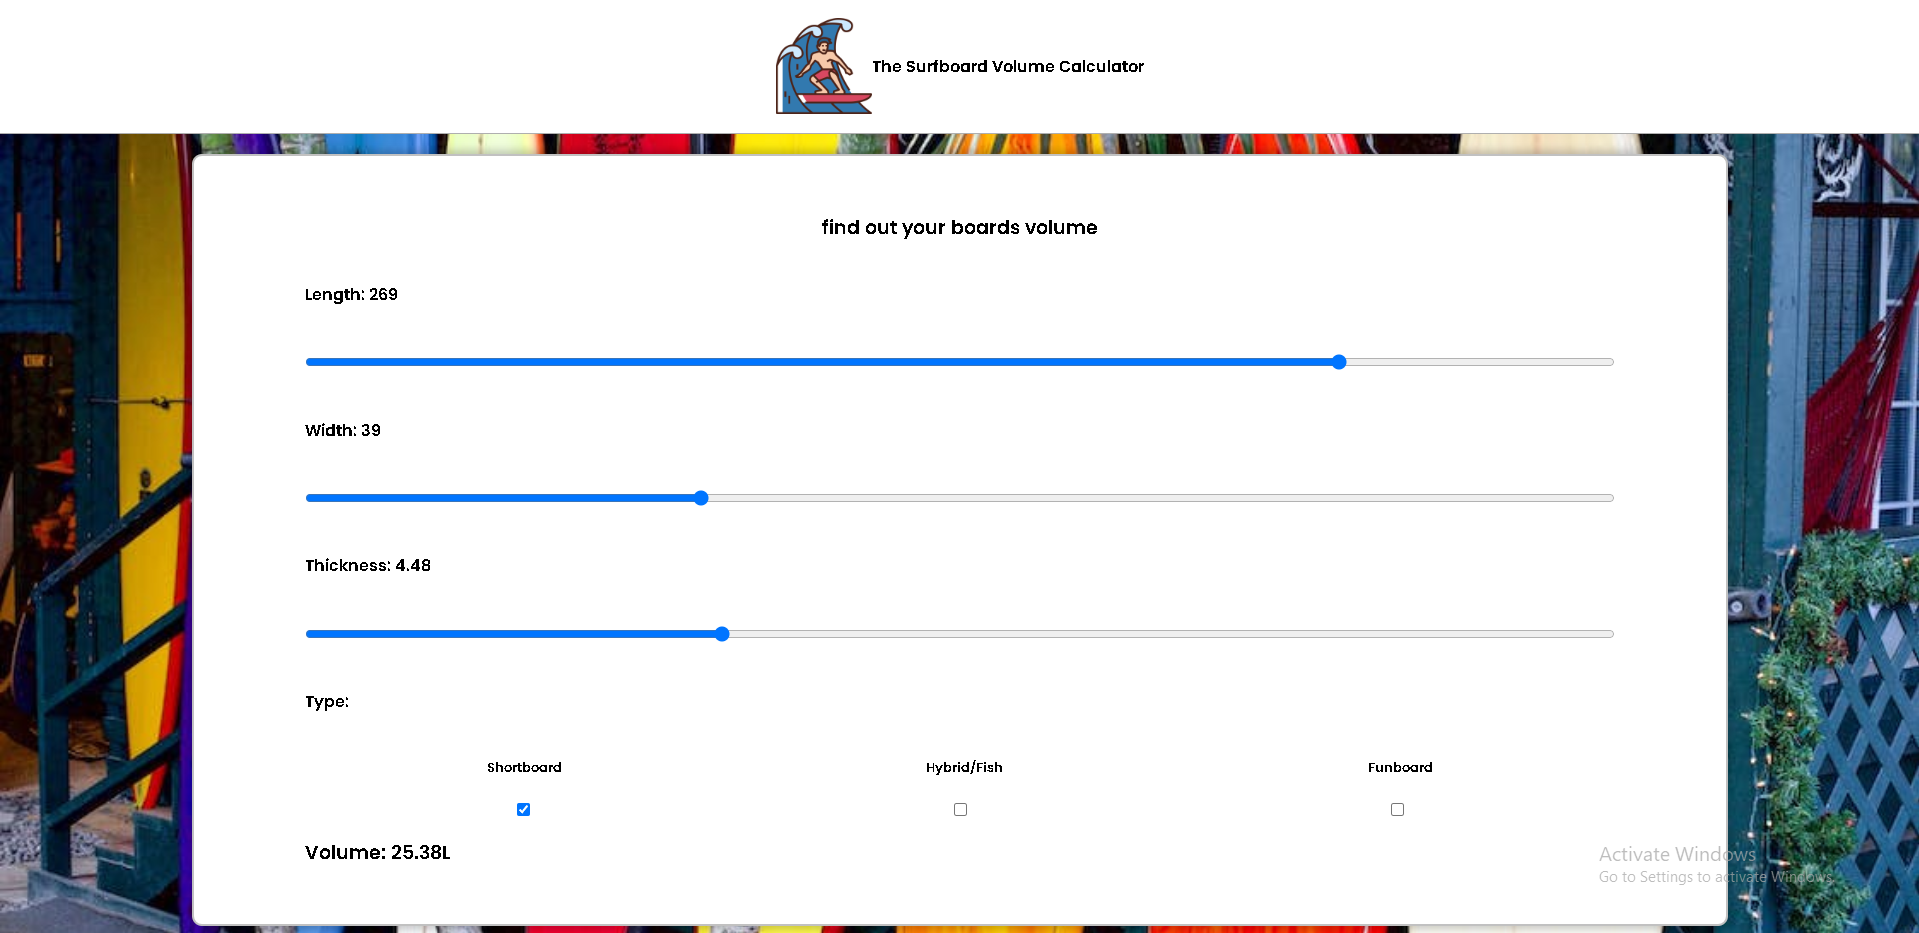 The Surfboard Volume Calculator
find out your boards volume
Length: 269
Width: 39
Thickness: 4.48
Type:
Shortboard Hybrid/Fish Funboard
Volume: 25.38L
Activate Windows
Go to Settings to activate Windows.